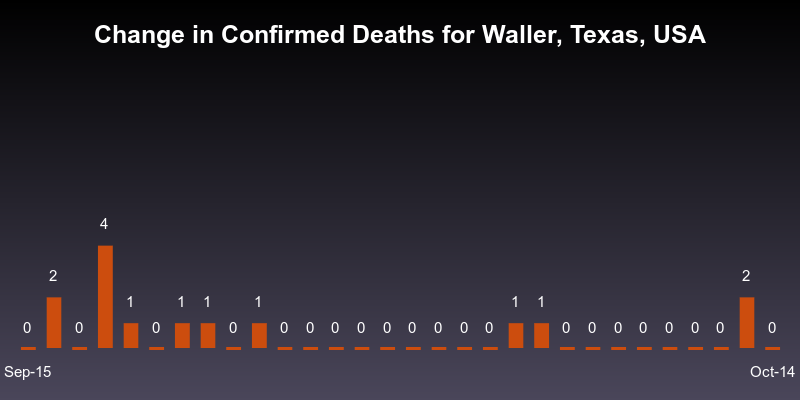 Change in Confirmed Deaths for Waller, Texas, USA
4
2 2
1 1 1 1 1 1
0 0 0 0 0 0 0 0 0 0 0 0 0 0 0 0 0 0 0 0 0
Sep-15 Oct-14